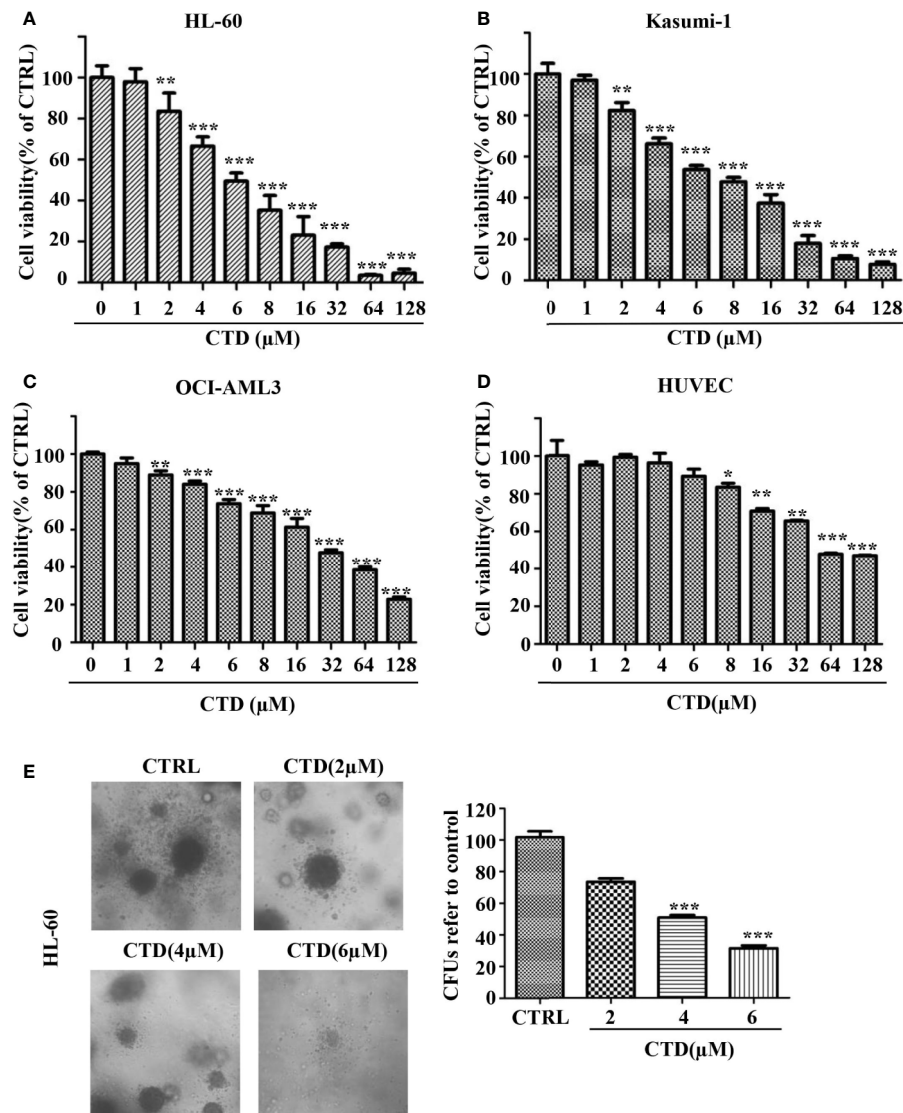 A
HL-60
Cell viability(% of CTRL)
100
80
60
40
20
0
** *** *** *** *** *** *** ***
0 1 2 4 6 8 16 32 64 128
CTD (μM)
B
Kasumi-1
Cell viability(% of CTRL)
100
80
60
40
20
0
** *** *** *** *** *** *** ***
0 1 2 4 6 8 16 32 64 128
CTD (μM)
C
OCI-AML3
Cell viability(% of CTRL)
100
80
60
40
20
0
** *** *** *** *** *** *** ***
0 1 2 4 6 8 16 32 64 128
CTD (μM)
D
HUVEC
Cell viability(% of CTRL)
100
80
60
40
20
0
* ** ** *** ***
0 1 2 4 6 8 16 32 64 128
CTD(μM)
E
HL-60
CTRL CTD(2μM)
CTD(4μM) CTD(6μM)
CFUs refer to control
120
100
80
60
40
20
0
*** ***
CTRL 2 4 6
CTD(μM)